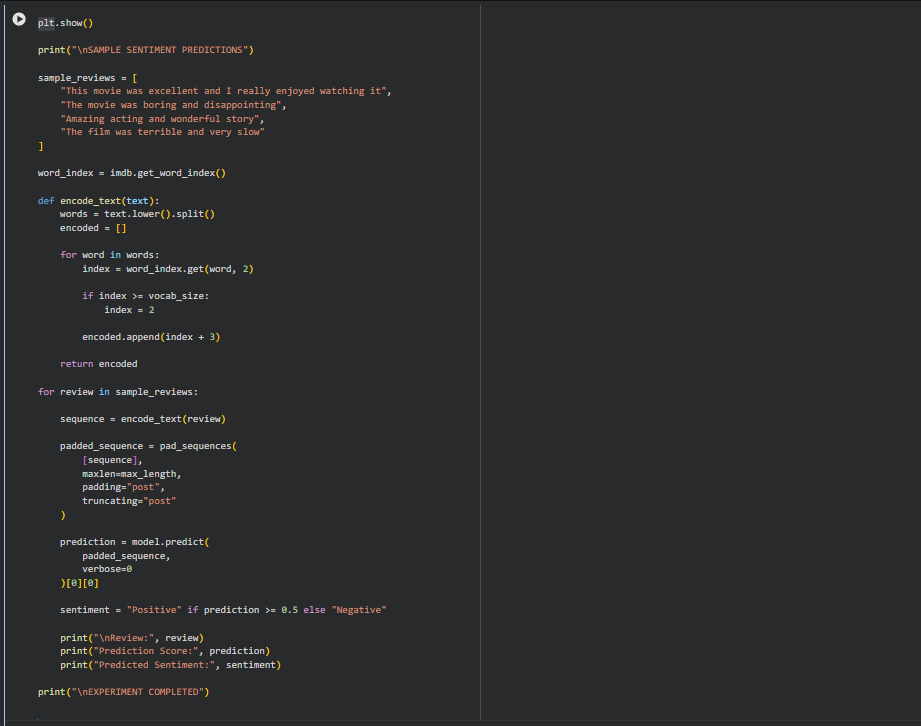 plt.show()
print("\nSAMPLE SENTIMENT PREDICTIONS")
sample_reviews = [
    "This movie was excellent and I really enjoyed watching it",
    "The movie was boring and disappointing",
    "Amazing acting and wonderful story",
    "The film was terrible and very slow"
]
word_index = imdb.get_word_index()
def encode_text(text):
    words = text.lower().split()
    encoded = []
    for word in words:
        index = word_index.get(word, 2)
        if index >= vocab_size:
            index = 2
        encoded.append(index + 3)
    return encoded
for review in sample_reviews:
    sequence = encode_text(review)
    padded_sequence = pad_sequences(
        [sequence],
        maxlen=max_length,
        padding="post",
        truncating="post"
    )
    prediction = model.predict(
        padded_sequence,
        verbose=0
    )[0][0]
    sentiment = "Positive" if prediction >= 0.5 else "Negative"
    print("\nReview:", review)
    print("Prediction Score:", prediction)
    print("Predicted Sentiment:", sentiment)
print("\nEXPERIMENT COMPLETED")